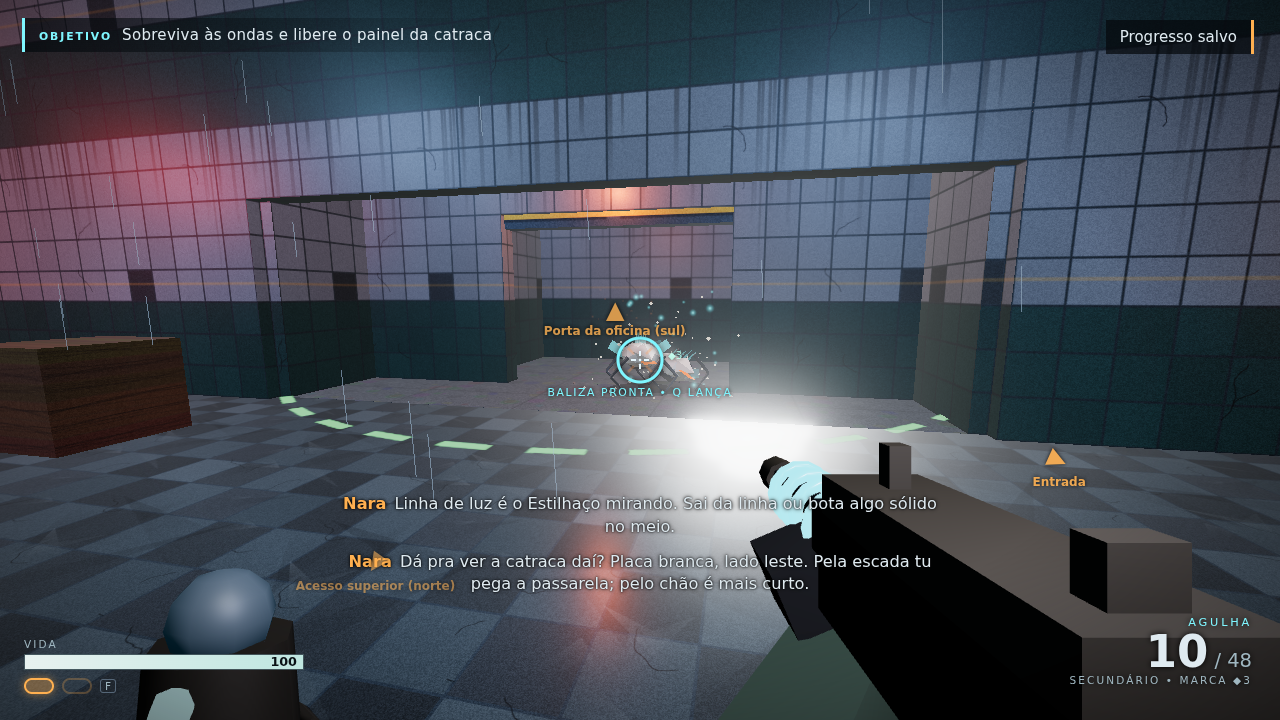 OBJETIVO Sobreviva às ondas e libere o painel da catraca
Progresso salvo
Porta da oficina (sul)
◆3
BALIZA PRONTA • Q LANÇA
Entrada
Nara Linha de luz é o Estilhaço mirando. Sai da linha ou bota algo sólido
no meio.
Nara Dá pra ver a catraca daí? Placa branca, lado leste. Pela escada tu
pega a passarela; pelo chão é mais curto.
Acesso superior (norte)
VIDA
100
F
AGULHA
10 / 48
SECUNDÁRIO • MARCA ◆3